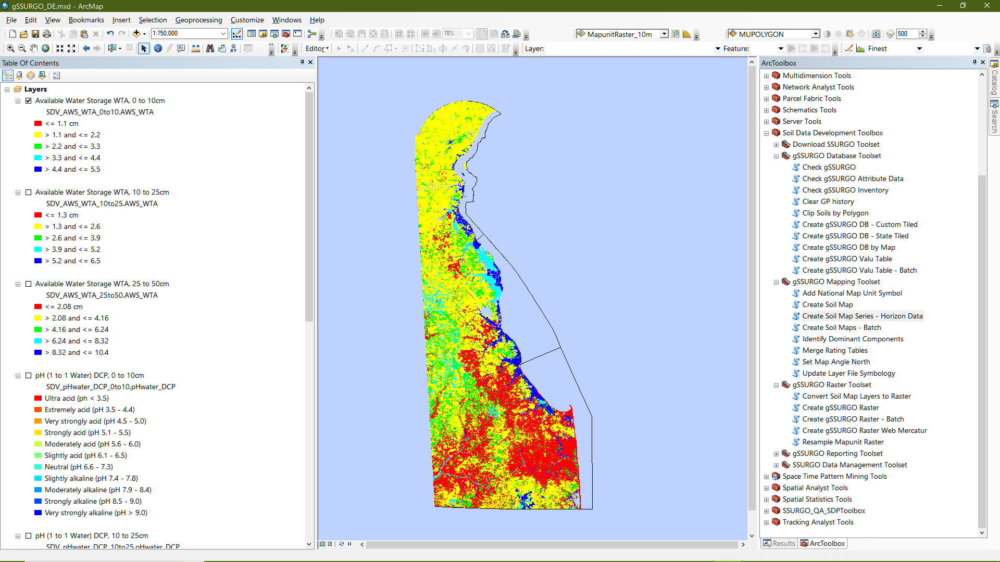 gSSURGO_DE.mxd - ArcMap
File Edit View Bookmarks Insert Selection Geoprocessing Customize Windows Help
1:750,000
78%
MapunitRaster_10m
MUPOLYGON
500
Editor
Layer:
Feature:
Finest
Table Of Contents
Layers
Available Water Storage WTA, 0 to 10cm
SDV_AWS_WTA_0to10.AWS_WTA
<= 1.1 cm
> 1.1 and <= 2.2
> 2.2 and <= 3.3
> 3.3 and <= 4.4
> 4.4 and <= 5.5
Available Water Storage WTA, 10 to 25cm
SDV_AWS_WTA_10to25.AWS_WTA
<= 1.3 cm
> 1.3 and <= 2.6
> 2.6 and <= 3.9
> 3.9 and <= 5.2
> 5.2 and <= 6.5
Available Water Storage WTA, 25 to 50cm
SDV_AWS_WTA_25to50.AWS_WTA
<= 2.08 cm
> 2.08 and <= 4.16
> 4.16 and <= 6.24
> 6.24 and <= 8.32
> 8.32 and <= 10.4
pH (1 to 1 Water) DCP, 0 to 10cm
SDV_pHwater_DCP_0to10.pHwater_DCP
Ultra acid (ph < 3.5)
Extremely acid (pH 3.5 - 4.4)
Very strongly acid (pH 4.5 - 5.0)
Strongly acid (pH 5.1 - 5.5)
Moderately acid (pH 5.6 - 6.0)
Slightly acid (pH 6.1 - 6.5)
Neutral (pH 6.6 - 7.3)
Slightly alkaline (pH 7.4 - 7.8)
Moderately alkaline (pH 7.9 - 8.4)
Strongly alkaline (pH 8.5 - 9.0)
Very strongly alkaline (pH > 9.0)
pH (1 to 1 Water) DCP, 10 to 25cm
SDV_pHwater_DCP_10to25.pHwater_DCP
ArcToolbox
Multidimension Tools
Network Analyst Tools
Parcel Fabric Tools
Schematics Tools
Server Tools
Soil Data Development Toolbox
Download SSURGO Toolset
gSSURGO Database Toolset
Check gSSURGO
Check gSSURGO Attribute Data
Check gSSURGO Inventory
Clear GP history
Clip Soils by Polygon
Create gSSURGO DB - Custom Tiled
Create gSSURGO DB - State Tiled
Create gSSURGO DB by Map
Create gSSURGO Valu Table
Create gSSURGO Valu Table - Batch
gSSURGO Mapping Toolset
Add National Map Unit Symbol
Create Soil Map
Create Soil Map Series - Horizon Data
Create Soil Maps - Batch
Identify Dominant Components
Merge Rating Tables
Set Map Angle North
Update Layer File Symbology
gSSURGO Raster Toolset
Convert Soil Map Layers to Raster
Create gSSURGO Raster
Create gSSURGO Raster - Batch
Create gSSURGO Raster Web Mercatur
Resample Mapunit Raster
gSSURGO Reporting Toolset
SSURGO Data Management Toolset
Space Time Pattern Mining Tools
Spatial Analyst Tools
Spatial Statistics Tools
SSURGO_QA_SDPToolbox
Tracking Analyst Tools
Results
ArcToolbox
Catalog
Search